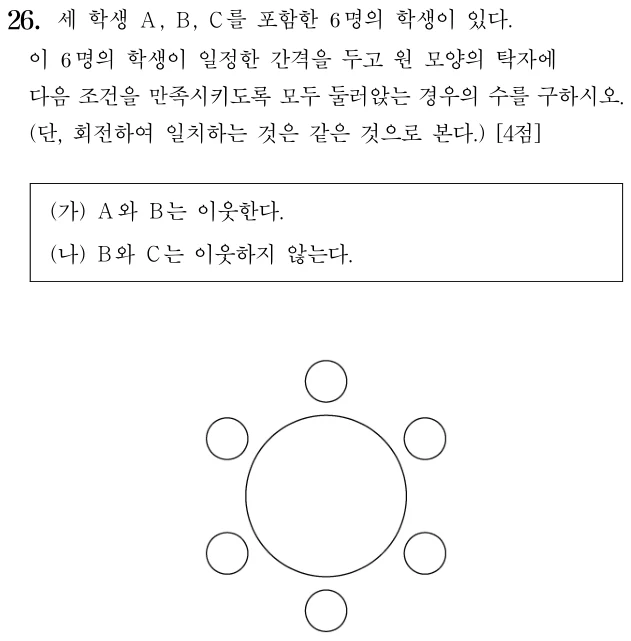 26. 세 학생 A, B, C를 포함한 6명의 학생이 있다.
이 6명의 학생이 일정한 간격을 두고 원 모양의 탁자에
다음 조건을 만족시키도록 모두 둘러앉는 경우의 수를 구하시오.
(단, 회전하여 일치하는 것은 같은 것으로 본다.) [4점]
(가) A와 B는 이웃한다.
(나) B와 C는 이웃하지 않는다.